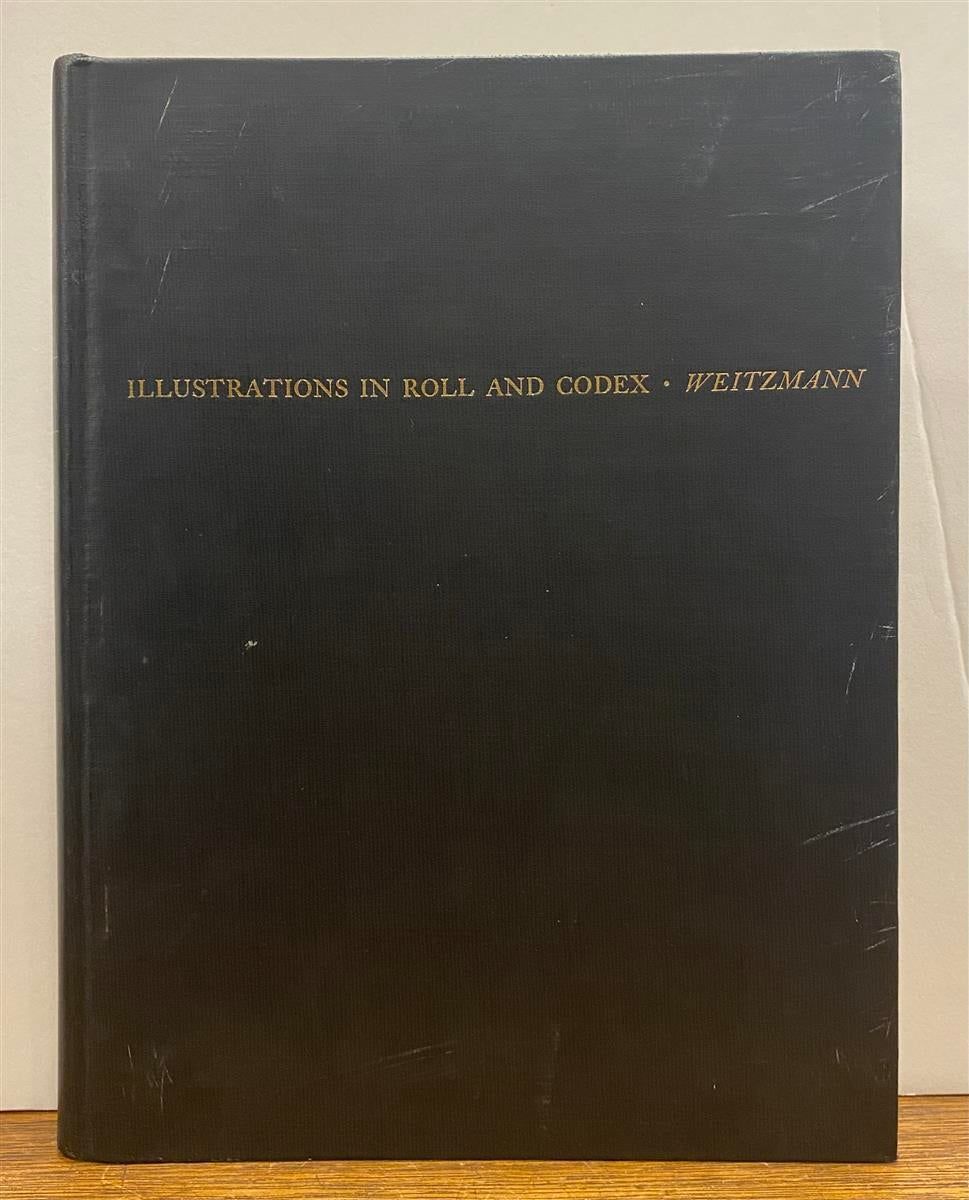 ILLUSTRATIONS IN ROLL AND CODEX · WEITZMANN